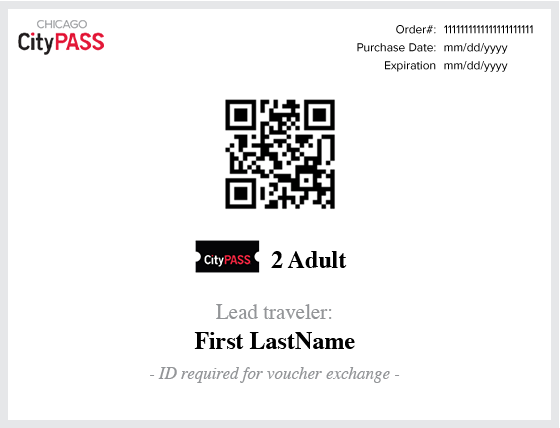 CHICAGO
CityPASS
Order#: 1111111111111111111111
Purchase Date: mm/dd/yyyy
Expiration mm/dd/yyyy
CityPASS 2 Adult
Lead traveler:
First LastName
- ID required for voucher exchange -